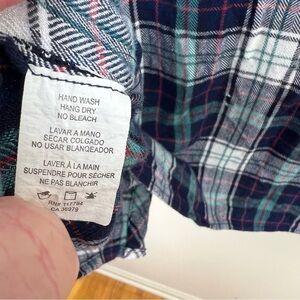 HAND WASH
HANG DRY
NO BLEACH
LAVAR A MANO
SECAR COLGADO
NO USAR BLANQEADOR
LAVER À LA MAIN
SUSPENDRE POUR SÉCHER
NE PAS BLANCHIR
RN# 117794
CA 36979